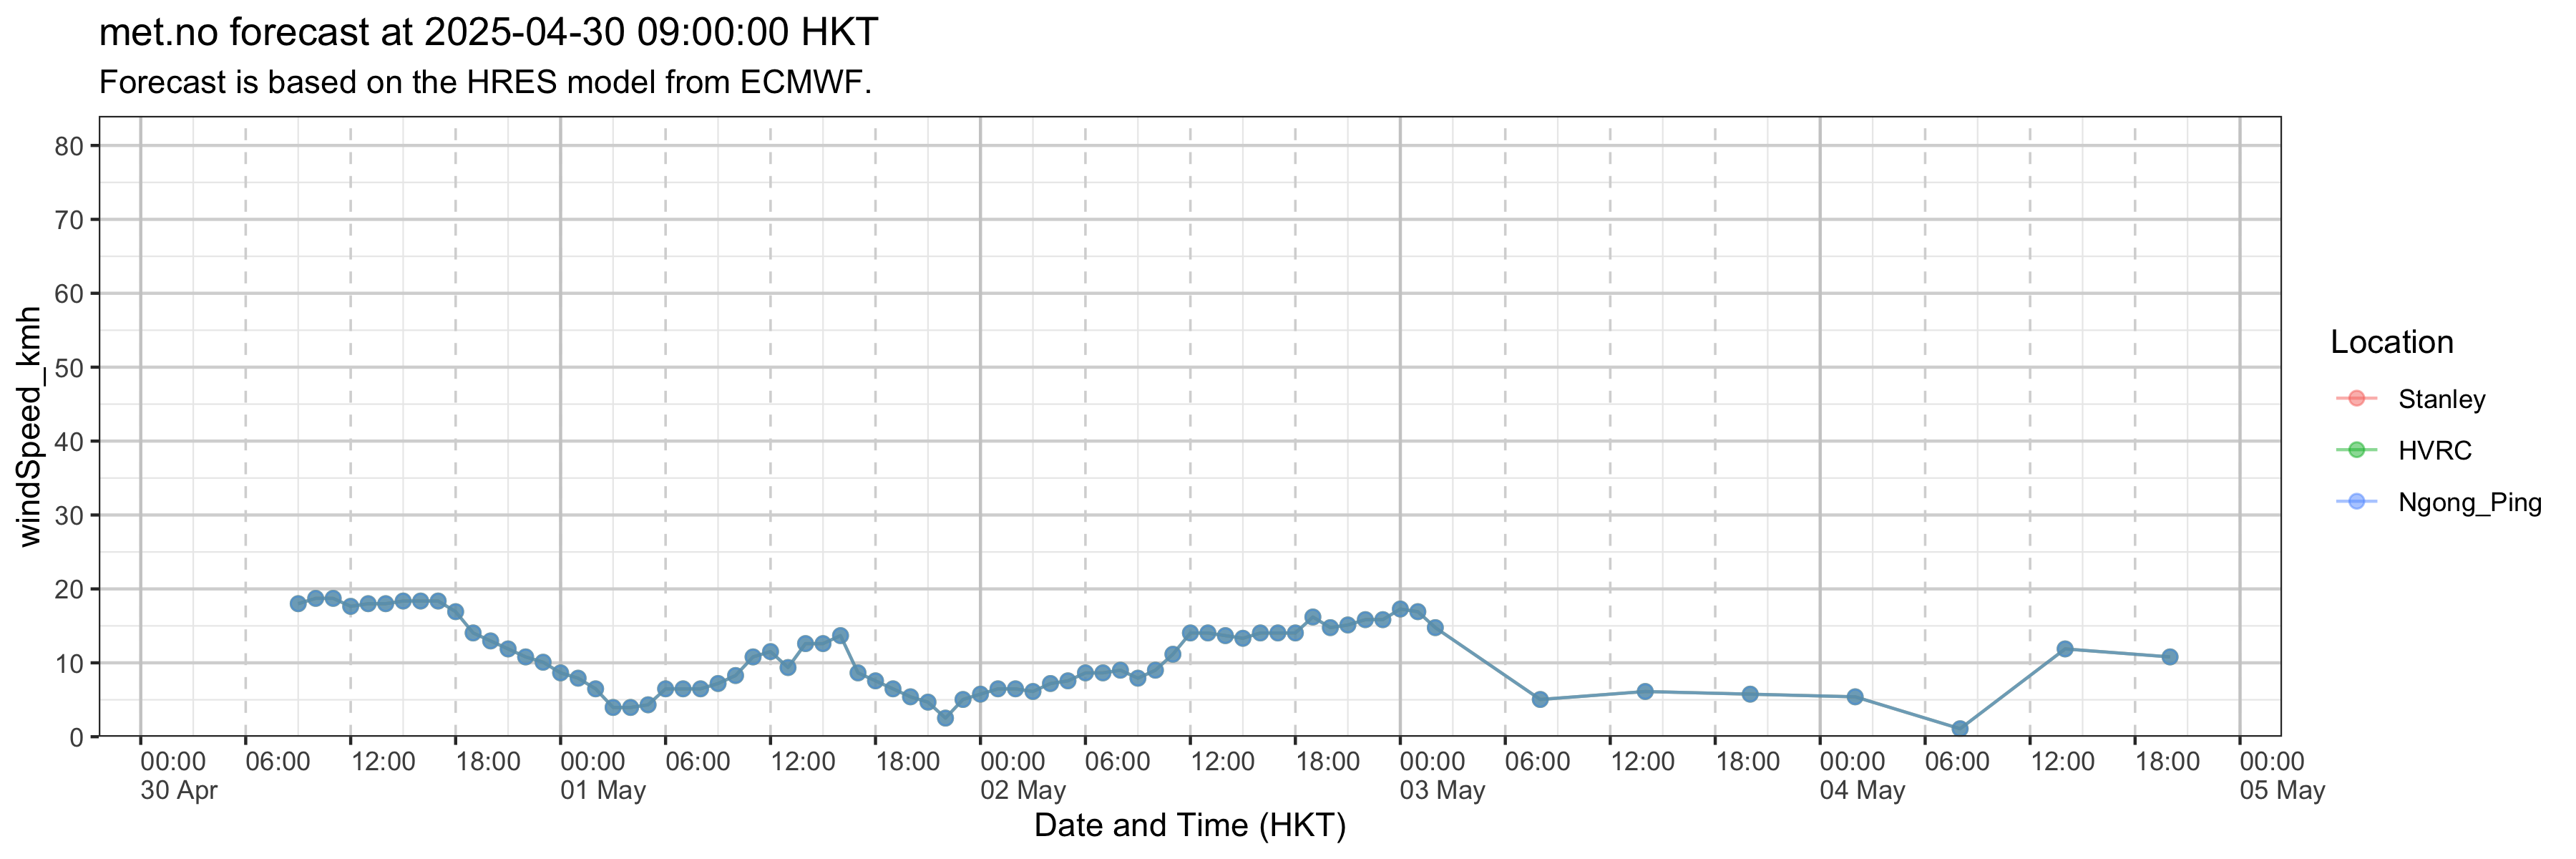 met.no forecast at 2025-04-30 09:00:00 HKT
Forecast is based on the HRES model from ECMWF.
windSpeed_kmh
80
70
60
50
40
30
20
10
0
00:00 06:00 12:00 18:00 00:00 06:00 12:00 18:00 00:00 06:00 12:00 18:00 00:00 06:00 12:00 18:00 00:00 06:00 12:00 18:00 00:00
30 Apr 01 May 02 May 03 May 04 May 05 May
Date and Time (HKT)
Location
Stanley
HVRC
Ngong_Ping